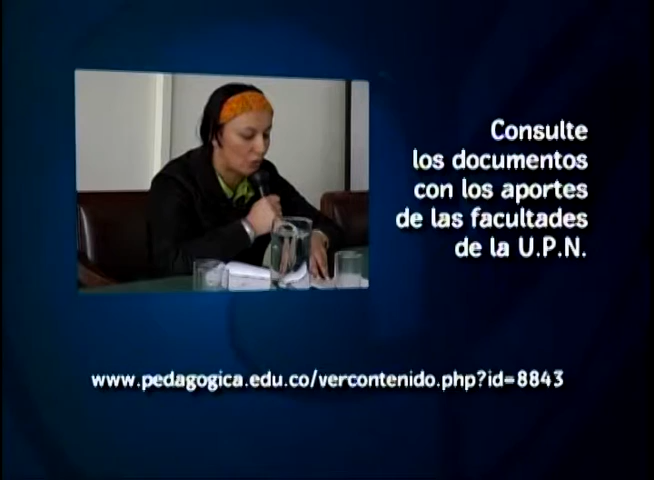 Consulte
los documentos
con los aportes
de las facultades
de la U.P.N.
www.pedagogica.edu.co/vercontenido.php?id=8843